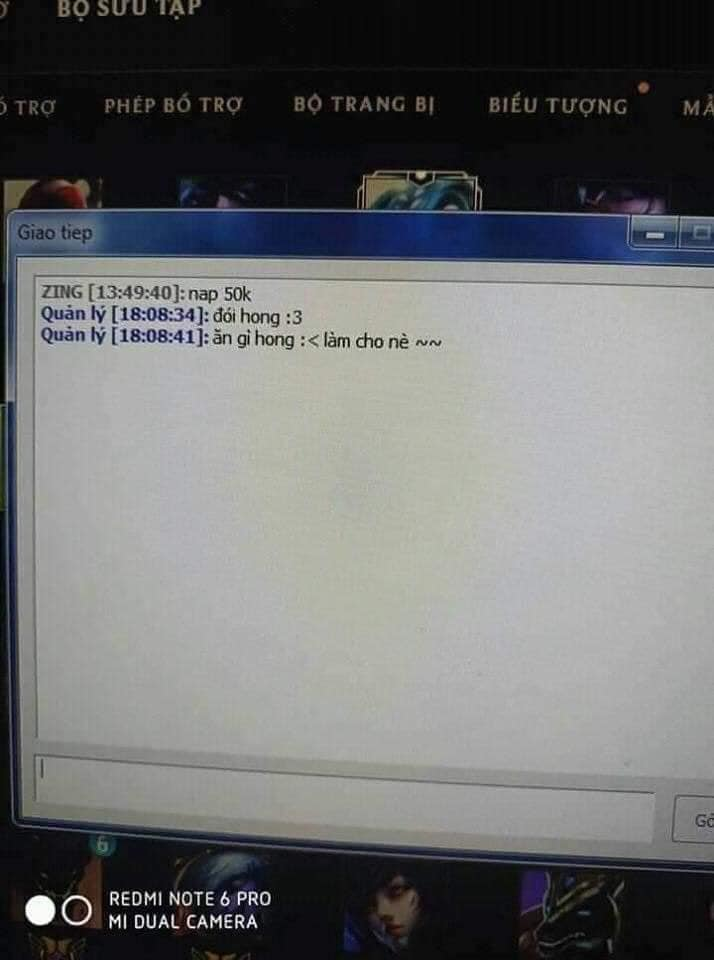 BỘ SƯU TẬP
Ổ TRỢ
PHÉP BỔ TRỢ
BỘ TRANG BỊ
BIỂU TƯỢNG
Giao tiep
ZING [13:49:40]: nap 50k
Quản lý [18:08:34]: đói hong :3
Quản lý [18:08:41]: ăn gì hong :< làm cho nè ~~
6
REDMI NOTE 6 PRO
MI DUAL CAMERA